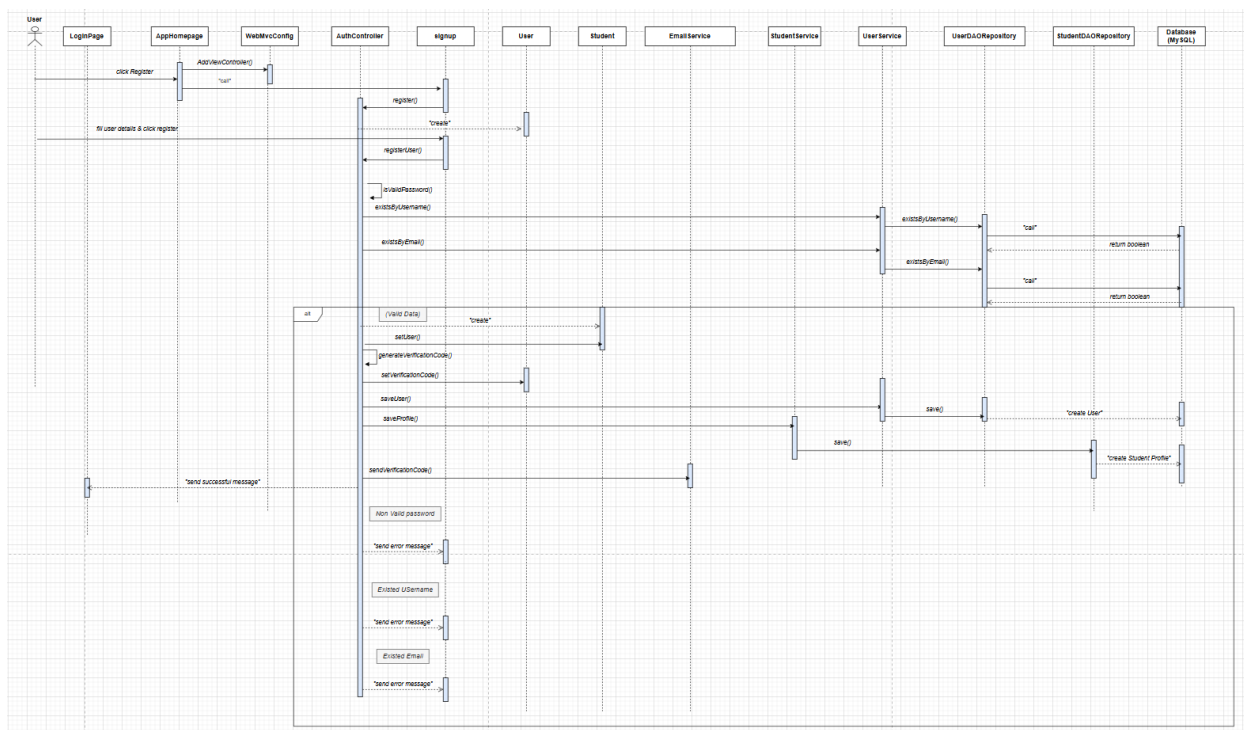 User
LoginPage
AppHomepage
WebMvcConfig
AuthController
signup
User
Student
EmailService
StudentService
UserService
UserDAORepository
StudentDAORepository
Database
(MySQL)
AddViewController()
click Register
"call"
register()
"create"
fill user details & click register
registerUser()
isValidPassword()
existsByUsername()
existsByUsername()
"call"
existsByEmail()
return boolean
existsByEmail()
"call"
return boolean
alt
(Valid Data)
"create"
setUser()
generateVerificationCode()
setVerificationCode()
saveUser()
save()
"create User"
saveProfile()
save()
"create Student Profile"
sendVerificationCode()
"send successful message"
Non Valid password
"send error message"
Existed USername
"send error message"
Existed Email
"send error message"